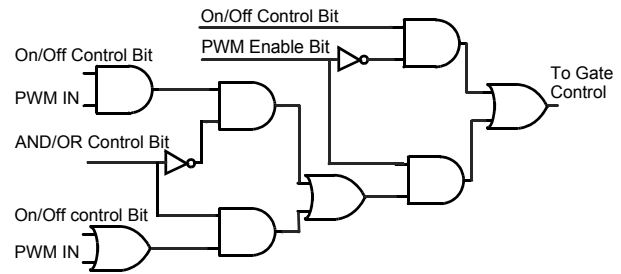 On/Off Control Bit
PWM Enable Bit
On/Off Control Bit
PWM IN
To Gate
Control
AND/OR Control Bit
On/Off control Bit
PWM IN